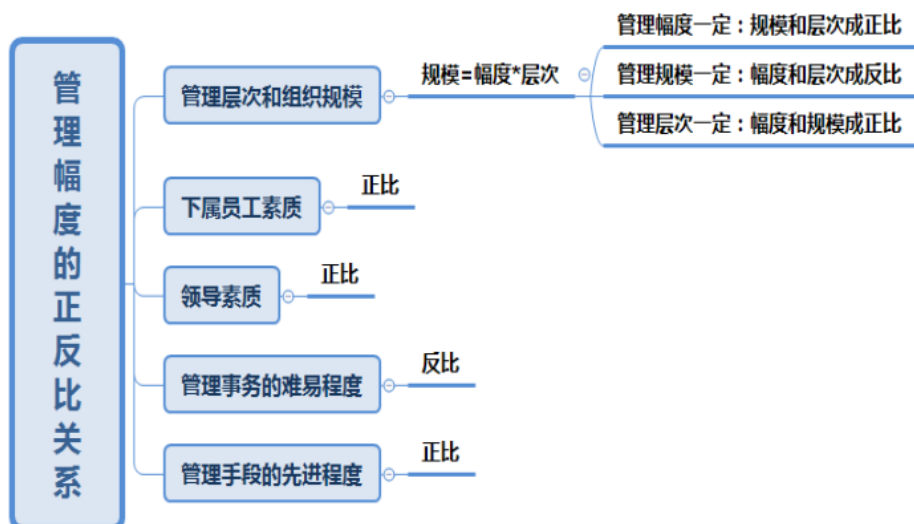 管理幅度的正反比关系
管理层次和组织规模
规模=幅度*层次
管理幅度一定：规模和层次成正比
管理规模一定：幅度和层次成反比
管理层次一定：幅度和规模成正比
下属员工素质
正比
领导素质
正比
管理事务的难易程度
反比
管理手段的先进程度
正比